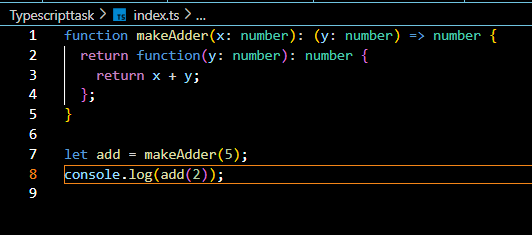 Typescripttask > TS index.ts > ...
1 function makeAdder(x: number): (y: number) => number {
2   return function(y: number): number {
3     return x + y;
4   };
5 }
6
7 let add = makeAdder(5);
8 console.log(add(2));
9